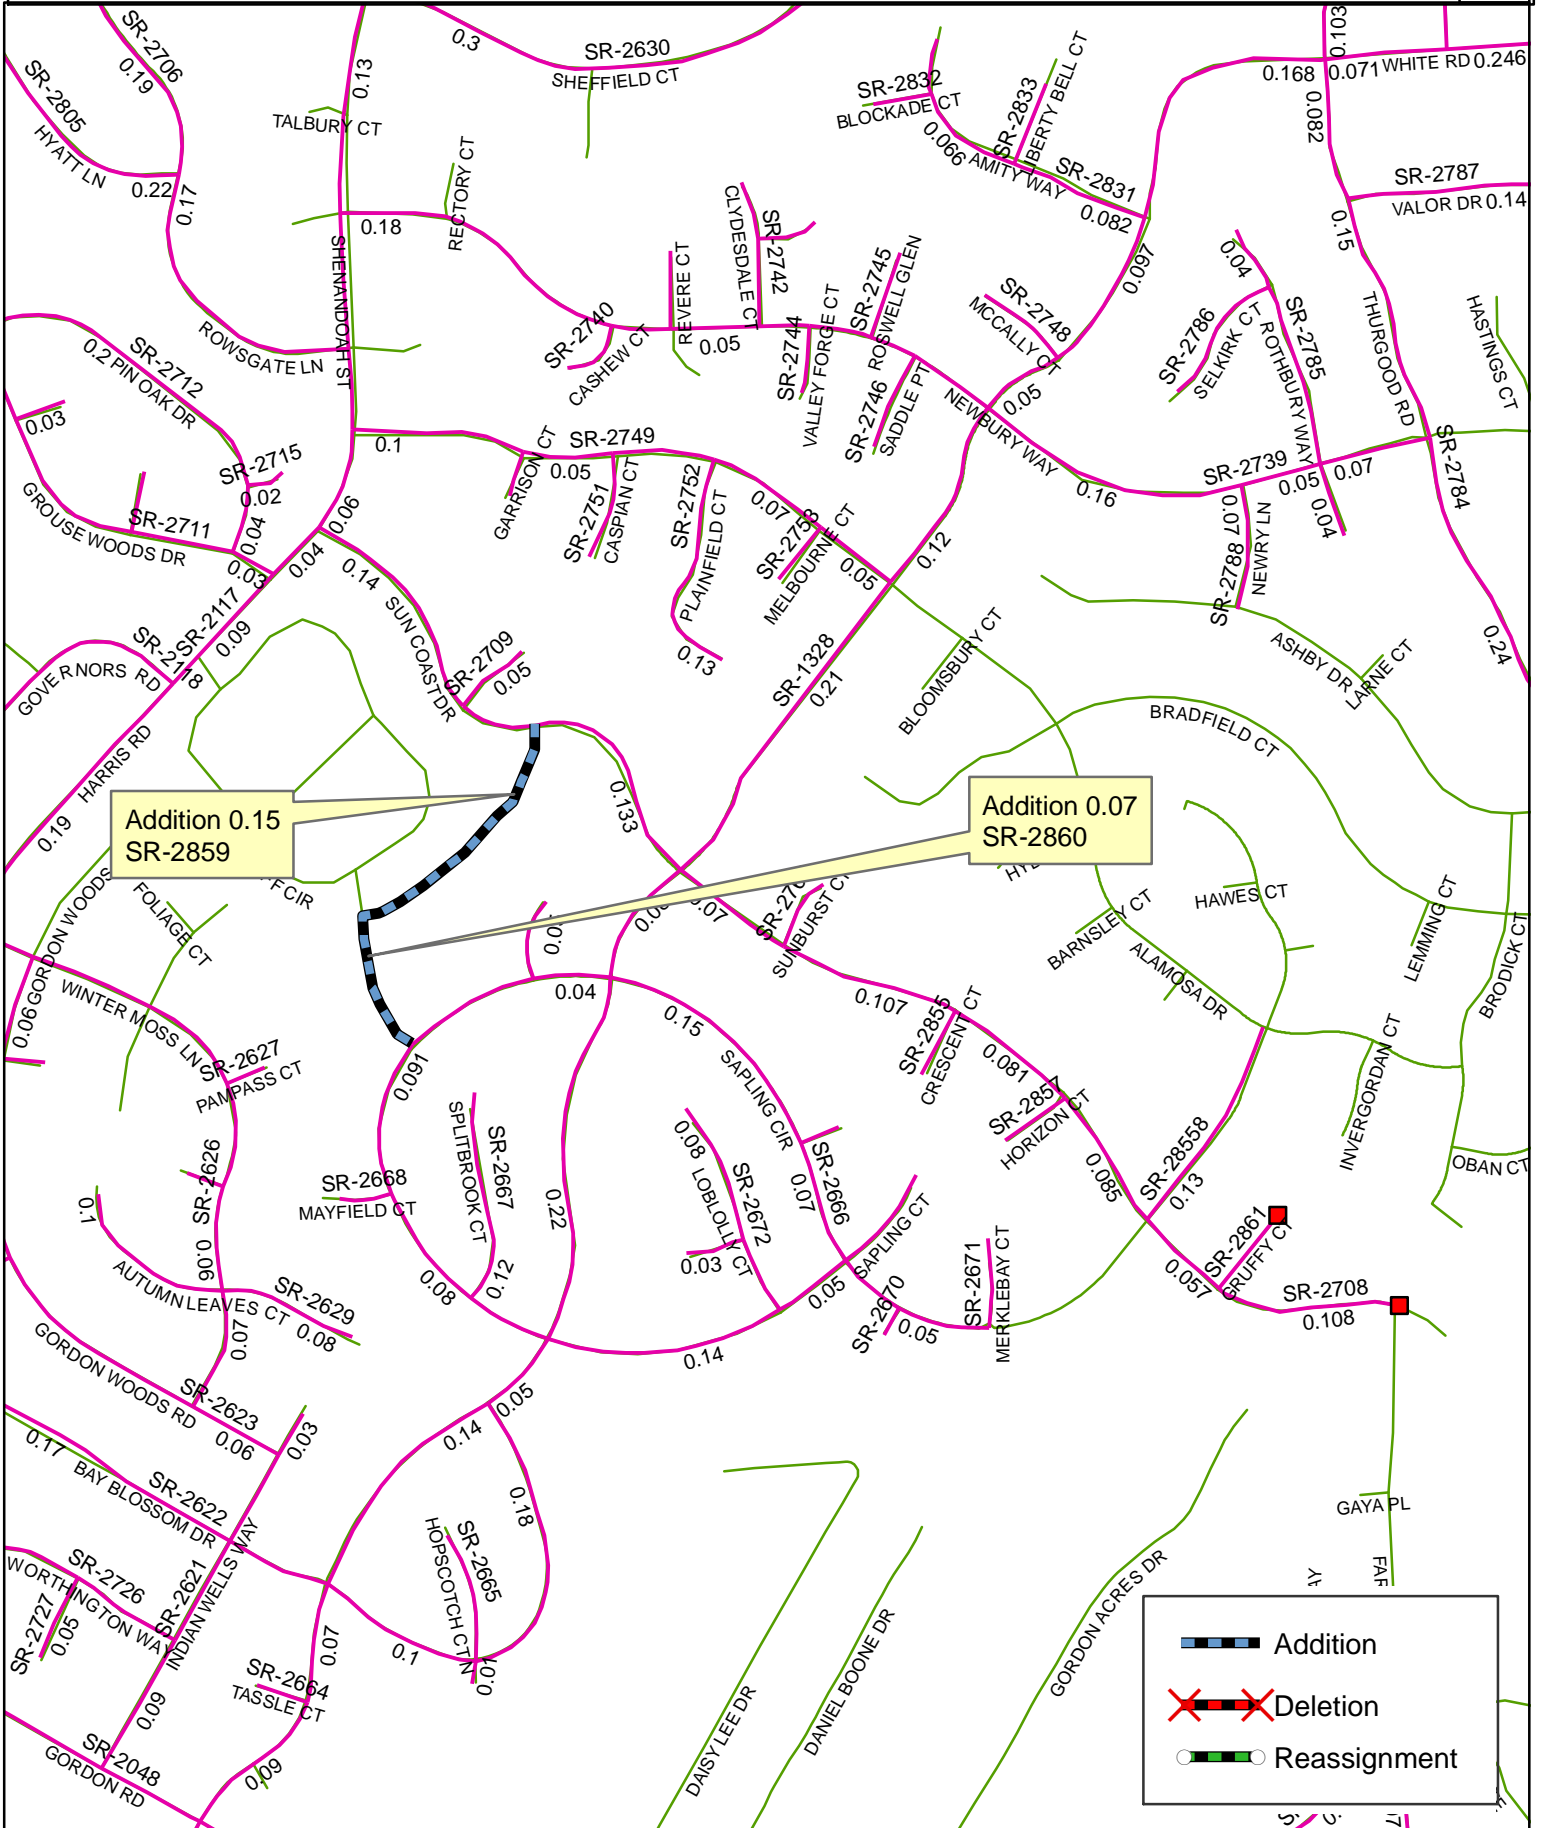 SR-2706
0.19
0.3
SR-2630
SHEFFIELD CT
0.13
0.103
0.168
0.071
WHITE RD
0.246
SR-2805
HYATT LN
0.22
0.17
TALBURY CT
RECTORY CT
0.18
SR-2832
BLOCKADE CT
0.066
SR-2833
AMITY WAY
SR-2831
0.082
0.082
SR-2787
VALOR DR
0.14
0.15
SHENANDOAH ST
ROWSGATE LN
SR-2740
CASHEW CT
REVERE CT
0.05
CLYDESDALE CT
SR-2742
SR-2744
VALLEY FORGE CT
SR-2745
ROSWELL GLEN
SR-2746
SADDLE PT
SR-2748
MCCALLY CT
0.097
0.05
NEWBURY WAY
0.16
0.04
SR-2786
SELKIRK CT
SR-2785
ROTHBURY WAY
THURGOOD RD
HASTINGS CT
SR-2739
0.05
0.07
0.04
SR-2784
0.24
0.07
SR-2788
NEWRY LN
0.2
PIN OAK DR
SR-2712
0.03
SR-2715
0.02
0.04
SR-2711
GROUSE WOODS DR
0.03
0.04
0.06
0.1
GARRISON CT
SR-2749
0.05
SR-2751
CASPIAN CT
SR-2752
PLAINFIELD CT
0.13
0.07
SR-2753
MELBOURNE CT
0.05
0.12
SR-1328
0.21
0.14
SUN COAST DR
SR-2709
0.05
SR-2117
0.09
SR-2118
GOVERNORS RD
HARRIS RD
0.19
BLOOMSBURY CT
ASHBY DR
LARNE CT
BRADFIELD CT
Addition 0.15
SR-2859
Addition 0.07
SR-2860
0.133
0.07
SUNBURST CT
0.107
GORDON WOODS
0.06
FOLIAGE CT
WINTER MOSS LN
SR-2627
PAMPASS CT
SR-2626
0.06
0.1
AUTUMN LEAVES CT
SR-2629
0.08
0.07
0.04
0.15
0.091
SAPLING CIR
SPLITBROOK CT
SR-2667
SR-2668
MAYFIELD CT
0.08
0.12
0.22
0.08
LOBLOLLY CT
SR-2672
0.03
SR-2666
0.07
SAPLING CT
0.05
SR-2670
0.05
SR-2671
MERKLEBAY CT
0.14
SR-2855
CRESCENT CT
0.081
SR-2857
HORIZON CT
0.085
SR-28558
0.13
SR-2861
GRUFFY CT
0.057
SR-2708
0.108
BARNSLEY CT
ALAMOSA DR
HAWES CT
LEMMING CT
BRODICK CT
INVERGORDAN CT
OBAN CT
GORDON WOODS RD
SR-2623
0.06
0.03
0.17
BAY BLOSSOM DR
SR-2622
SR-2726
WORTHINGTON WAY
SR-2727
0.05
SR-2621
INDIAN WELLS WAY
0.09
SR-2048
GORDON RD
0.14
0.05
0.18
HOPSCOTCH CT N
SR-2665
0.01
0.1
0.07
SR-2664
TASSLE CT
0.09
DAISY LEE DR
DANIEL BOONE DR
GORDON ACRES DR
GAYA PL
Addition
Deletion
Reassignment